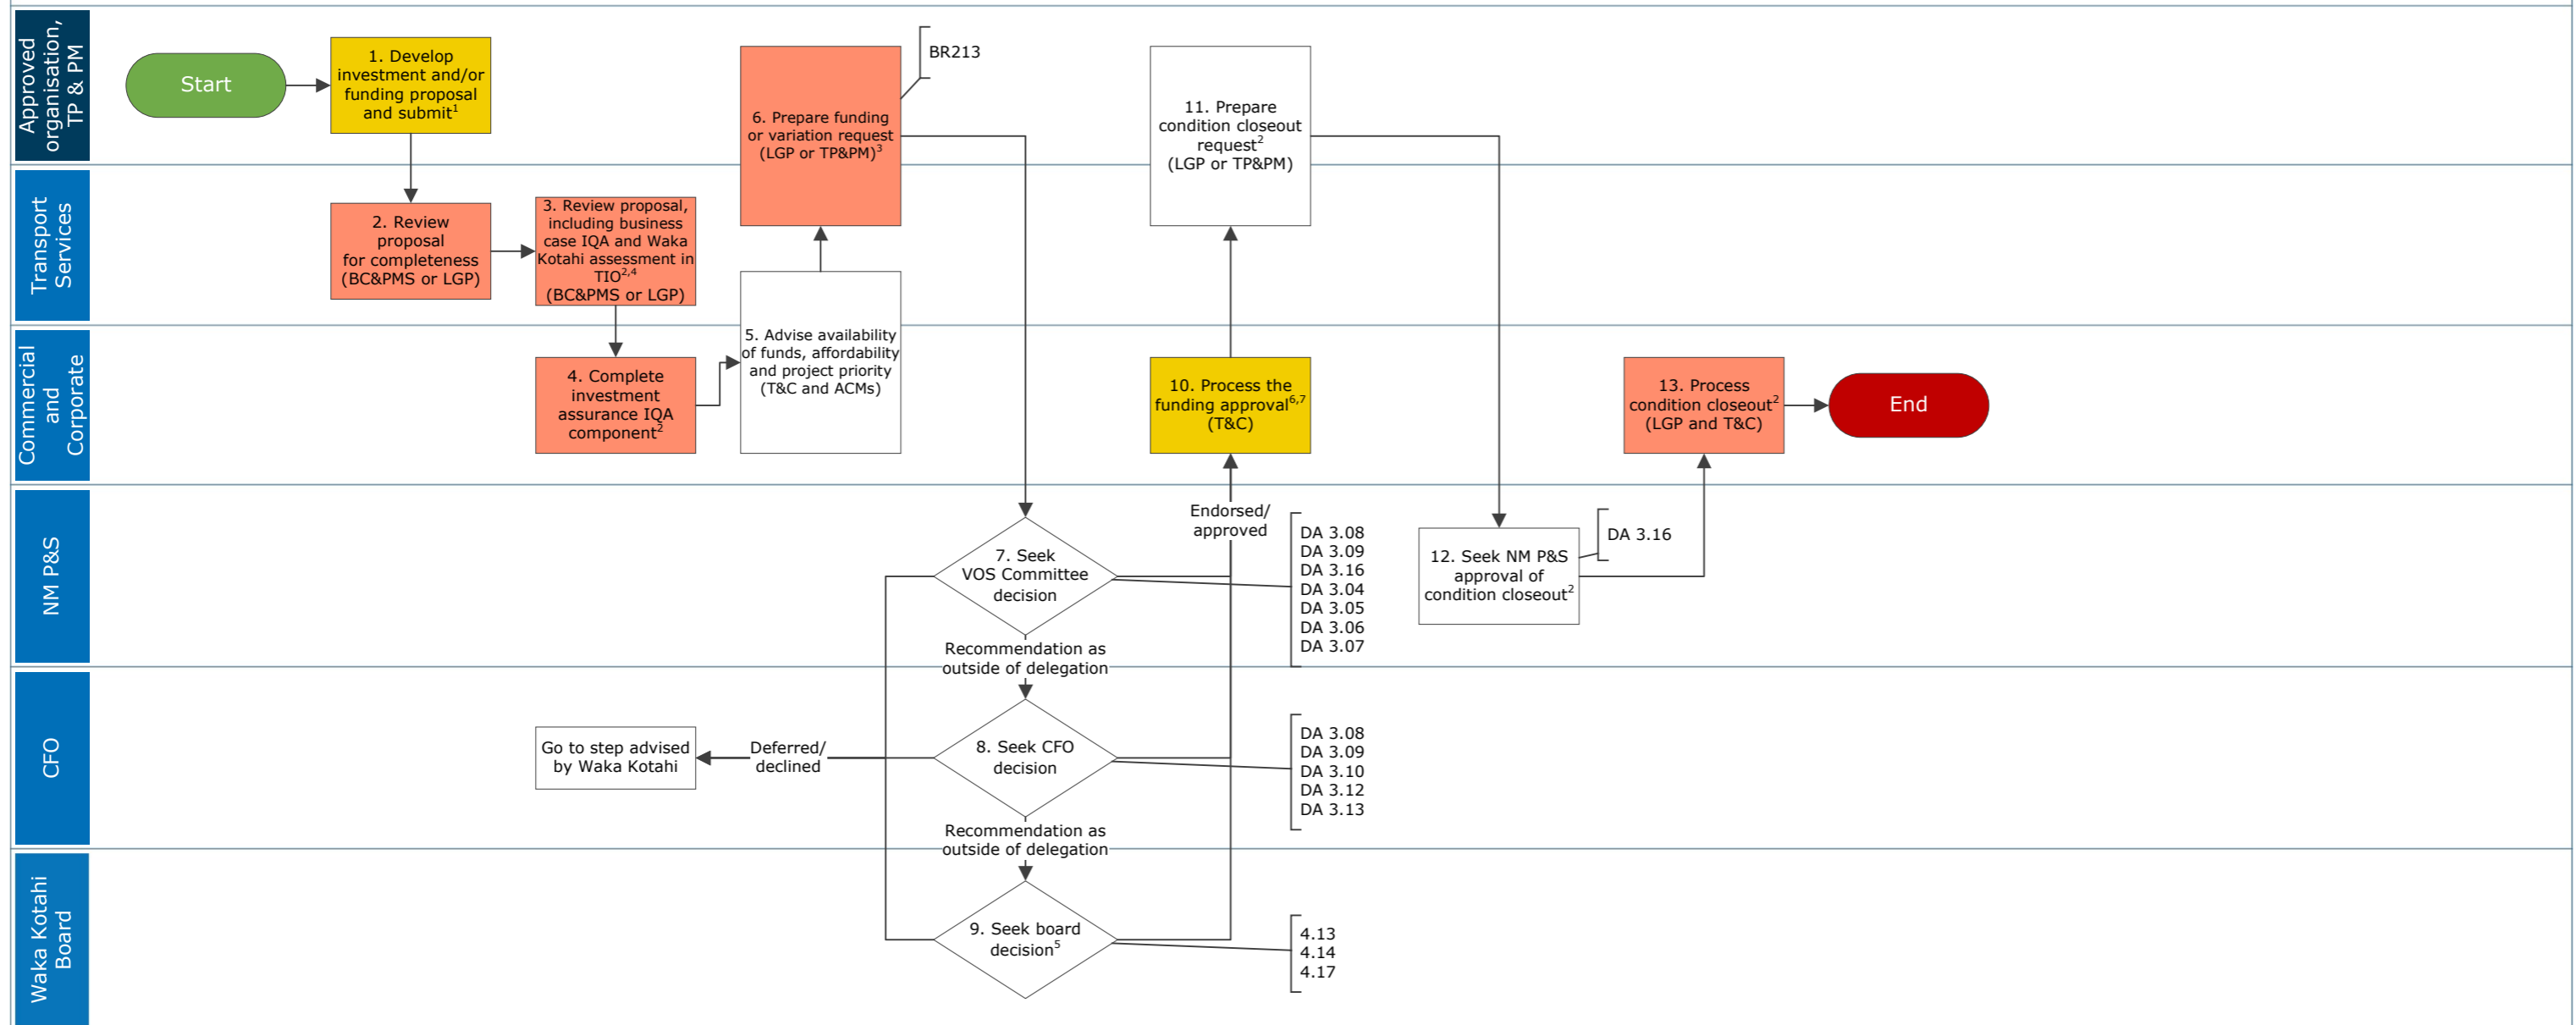 Approved
organisation,
TP & PM
Start
1. Develop
investment and/or
funding proposal
and submit1
6. Prepare funding
or variation request
(LGP or TP&PM)3
BR213
11. Prepare
condition closeout
request2
(LGP or TP&PM)
Transport
Services
2. Review
proposal
for completeness
(BC&PMS or LGP)
3. Review proposal,
including business
case IQA and Waka
Kotahi assessment in
TIO2,4
(BC&PMS or LGP)
Commercial
and
Corporate
4. Complete
investment
assurance IQA
component2
5. Advise availability
of funds, affordability
and project priority
(T&C and ACMs)
10. Process the
funding approval6,7
(T&C)
13. Process
condition closeout2
(LGP and T&C)
End
NM P&S
7. Seek
VOS Committee
decision
Endorsed/
approved
DA 3.08
DA 3.09
DA 3.16
DA 3.04
DA 3.05
DA 3.06
DA 3.07
12. Seek NM P&S
approval of
condition closeout2
DA 3.16
Recommendation as
outside of delegation
CFO
Go to step advised
by Waka Kotahi
Deferred/
declined
8. Seek CFO
decision
DA 3.08
DA 3.09
DA 3.10
DA 3.12
DA 3.13
Recommendation as
outside of delegation
Waka Kotahi
Board
9. Seek board
decision5
4.13
4.14
4.17